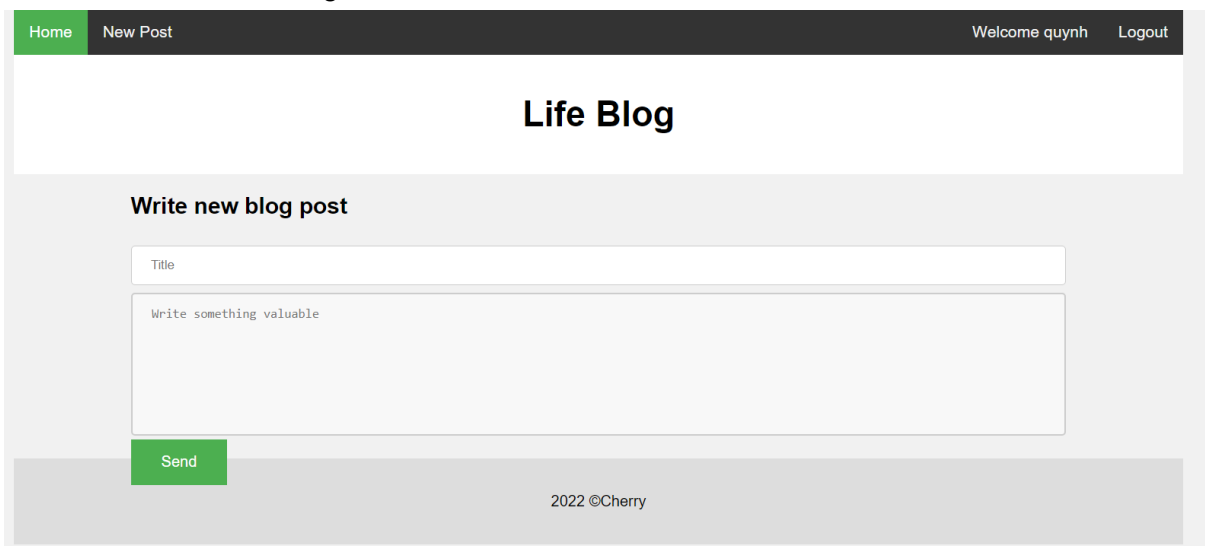 Home New Post Welcome quynh Logout
Life Blog
Write new blog post
Title
Write something valuable
Send
2022 ©Cherry